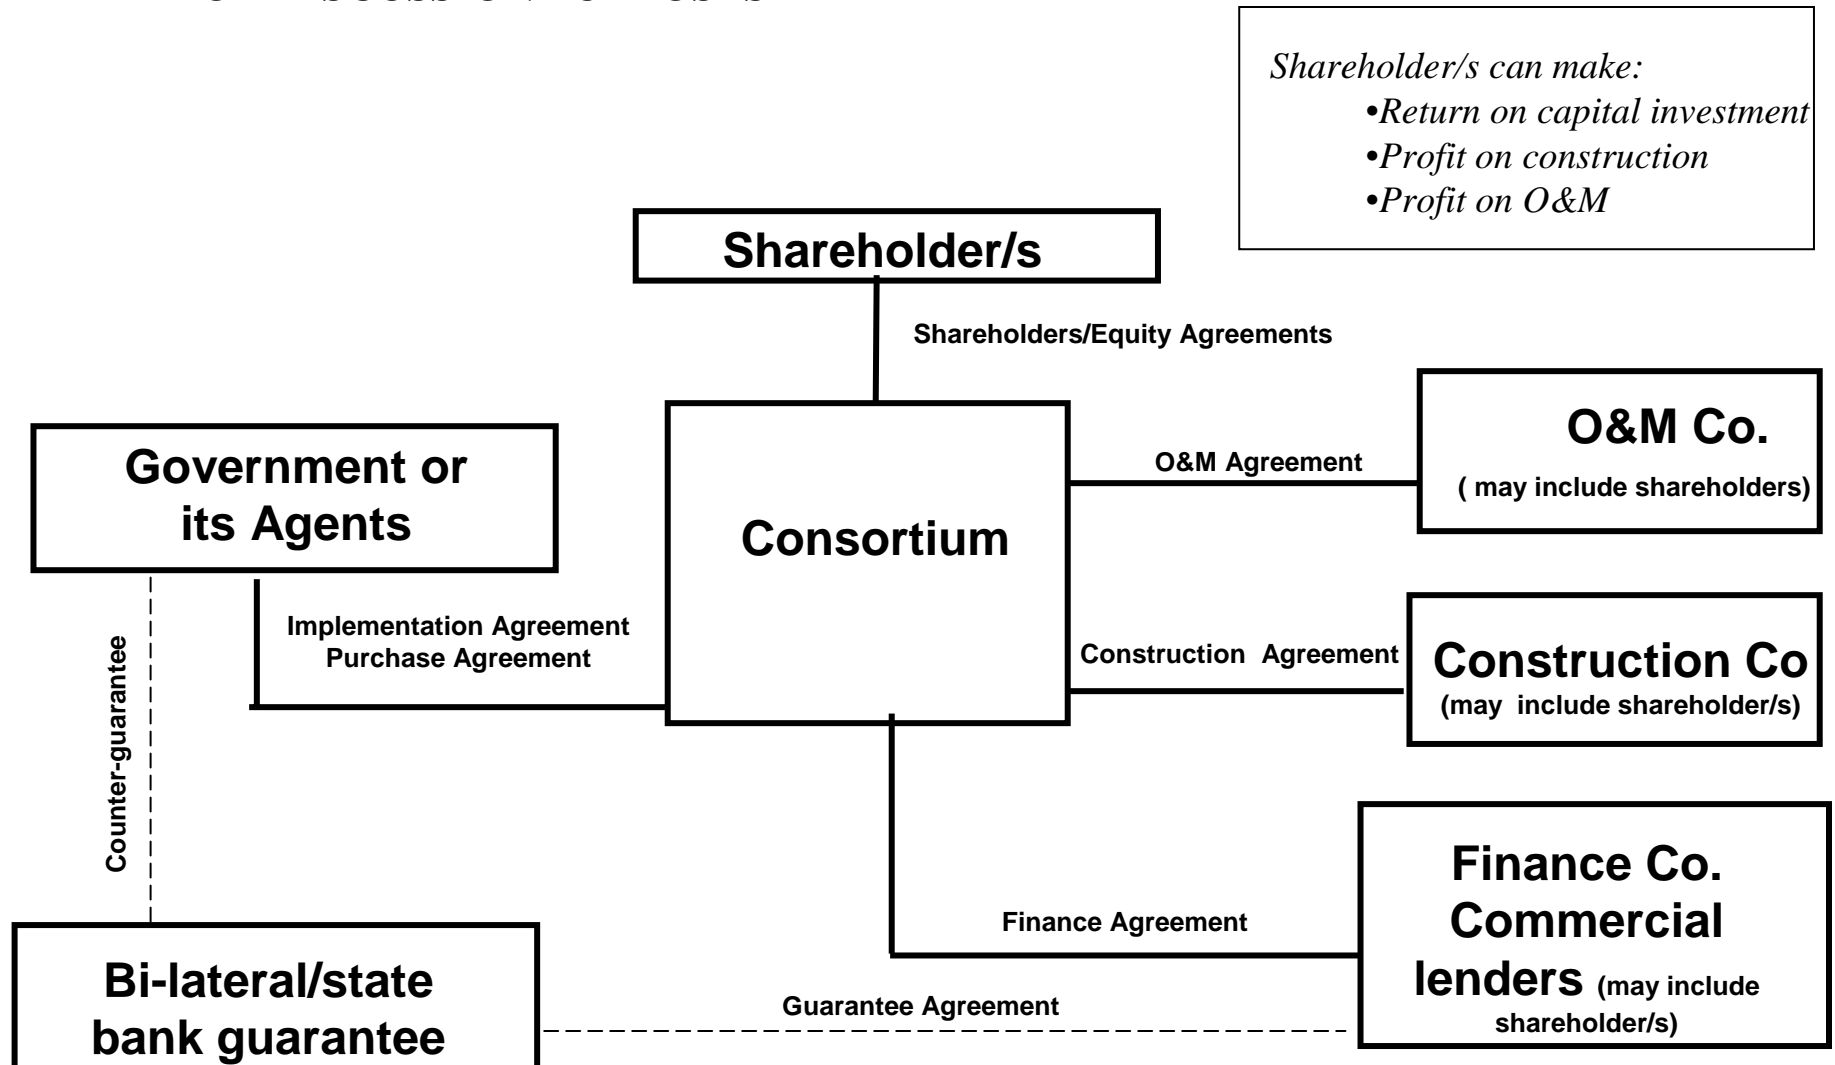 Shareholder/s can make:
•Return on capital investment
•Profit on construction
•Profit on O&M
Shareholder/s
Shareholders/Equity Agreements
O&M Co.
( may include shareholders)
O&M Agreement
Government or
its Agents
Consortium
Implementation Agreement
Purchase Agreement
Construction Agreement
Construction Co
(may include shareholder/s)
Counter-guarantee
Finance Co.
Commercial
lenders (may include
shareholder/s)
Finance Agreement
Bi-lateral/state
bank guarantee
Guarantee Agreement